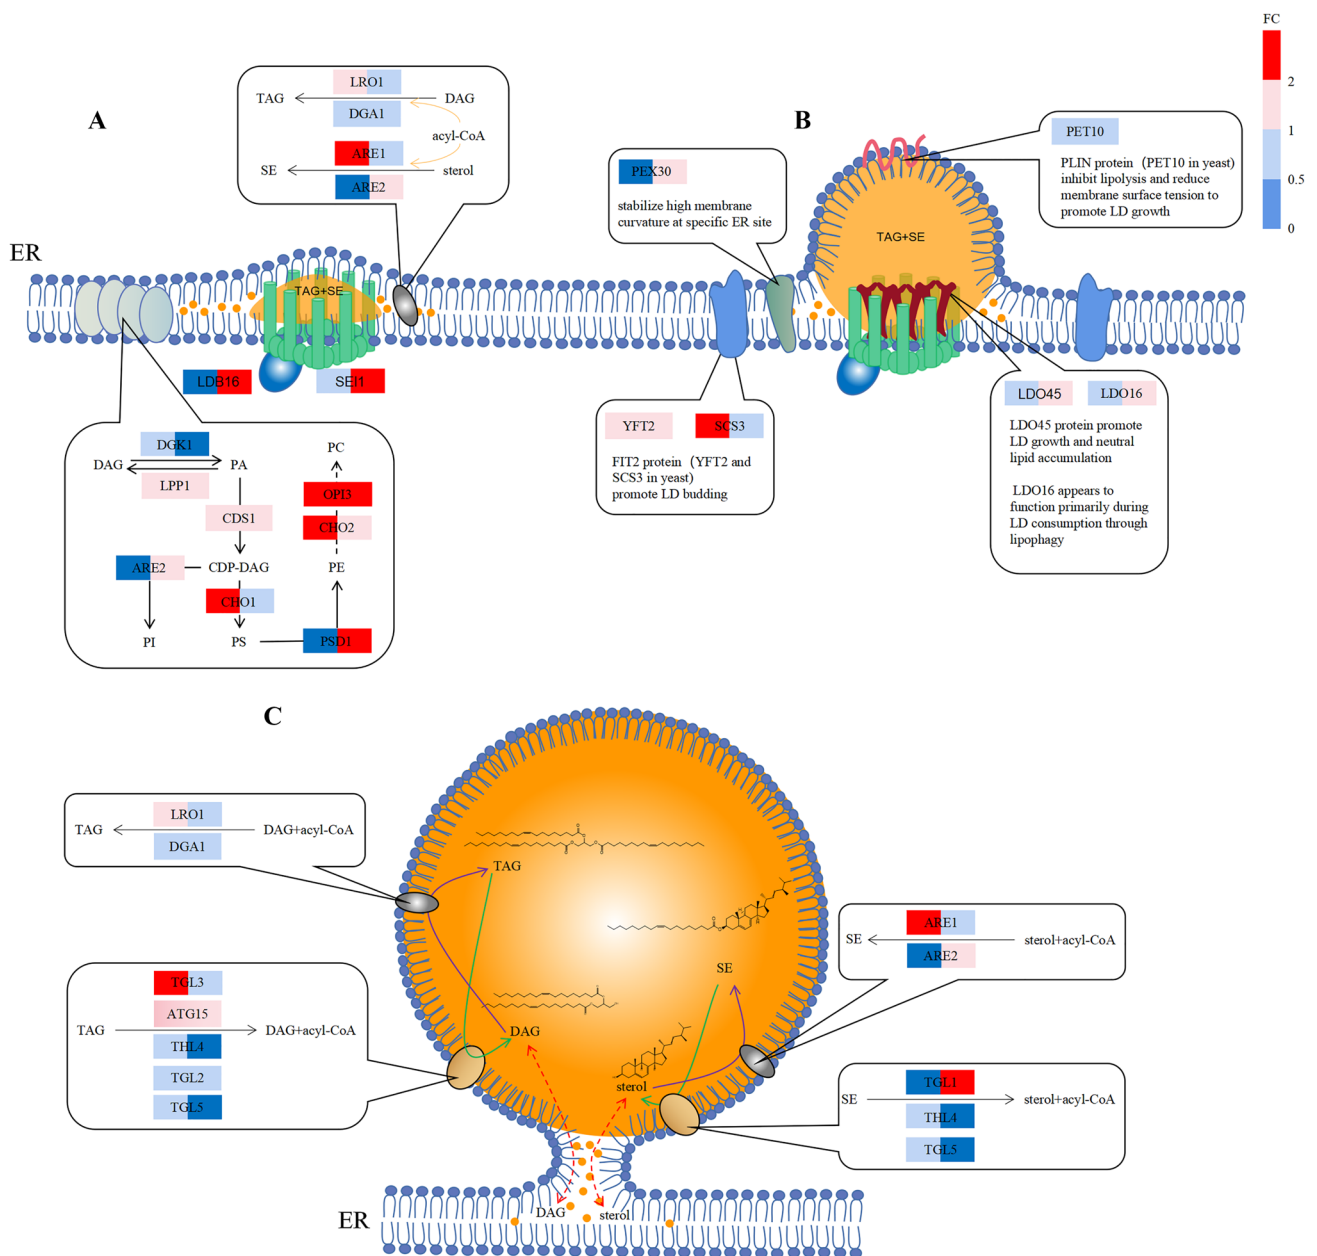 FC
2
1
0.5
0
A
LRO1
TAG
DAG
DGA1
acyl-CoA
ARE1
SE
sterol
ARE2
ER
TAG+SE
LDB16
SEI1
DGK1
DAG
PA
LPP1
PC
OPI3
CDS1
CHO2
ARE2
CDP-DAG
PE
CHO1
PI
PS
PSD1
B
PEX30
stabilize high membrane
curvature at specific ER site
PET10
PLIN protein (PET10 in yeast)
inhibit lipolysis and reduce
membrane surface tension to
promote LD growth
TAG+SE
YFT2
SCS3
FIT2 protein (YFT2 and
SCS3 in yeast)
promote LD budding
LDO45
LDO16
LDO45 protein promote
LD growth and neutral
lipid accumulation
LDO16 appears to
function primarily during
LD consumption through
lipophagy
C
LRO1
TAG
DAG+acyl-CoA
DGA1
TGL3
ATG15
TAG
DAG+acyl-CoA
THL4
TGL2
TGL5
TAG
SE
DAG
sterol
ARE1
SE
sterol+acyl-CoA
ARE2
TGL1
SE
sterol+acyl-CoA
THL4
TGL5
DAG
sterol
ER